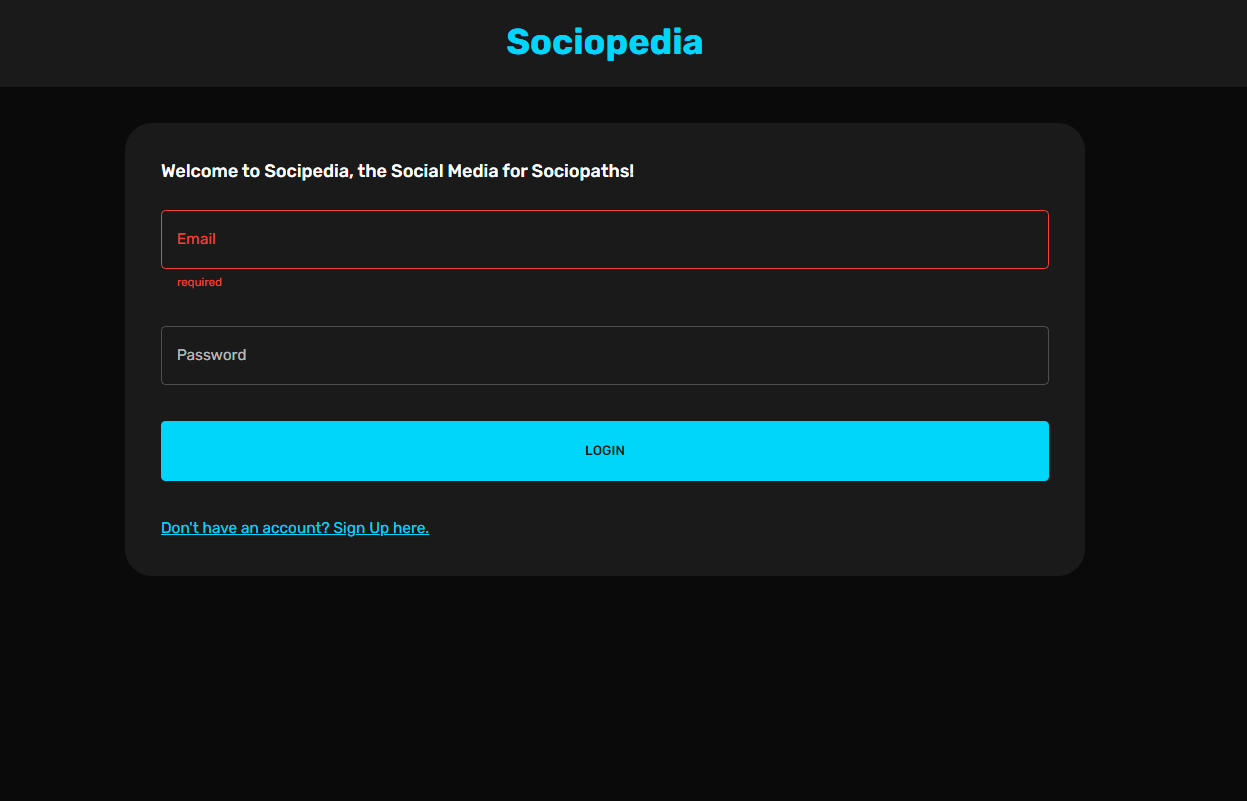 Sociopedia
Welcome to Socipedia, the Social Media for Sociopaths!
Email
required
Password
LOGIN
Don't have an account? Sign Up here.